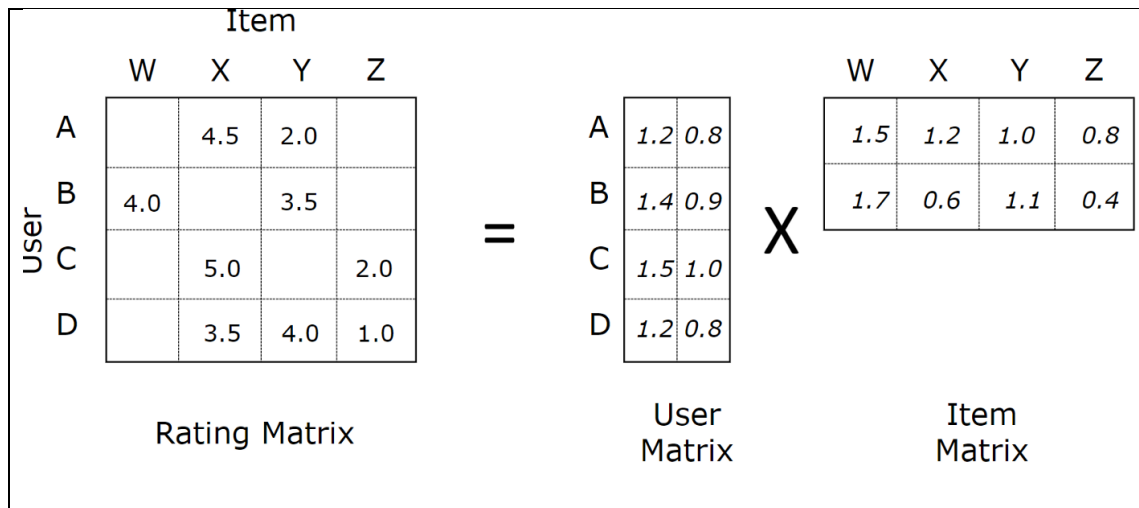 Item
W X Y Z W X Y Z
A 4.5 2.0 A 1.2 0.8 1.5 1.2 1.0 0.8
B 4.0 3.5 B 1.4 0.9 1.7 0.6 1.1 0.4
User
= X
C 5.0 2.0 C 1.5 1.0
D 3.5 4.0 1.0 D 1.2 0.8
Rating Matrix
User
Matrix
Item
Matrix